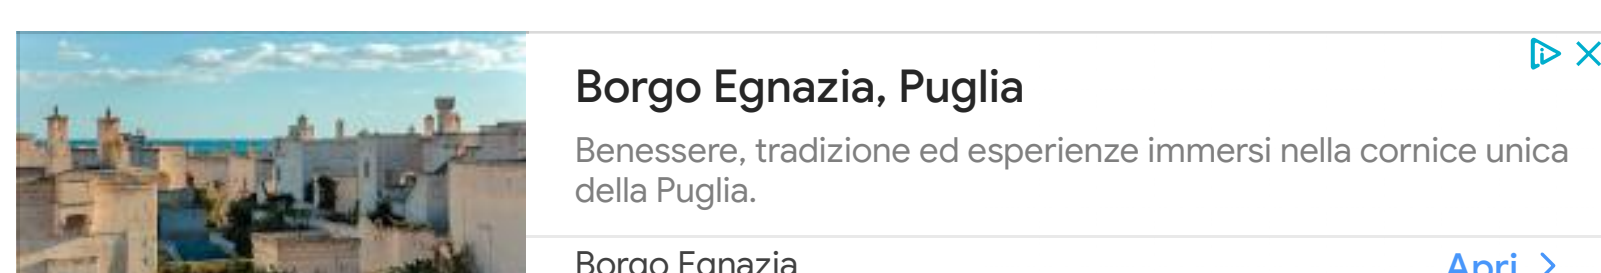 Borgo Egnazia, Puglia
Benessere, tradizione ed esperienze immersi nella cornice unica
della Puglia.
Borgo Egnazia
Apri